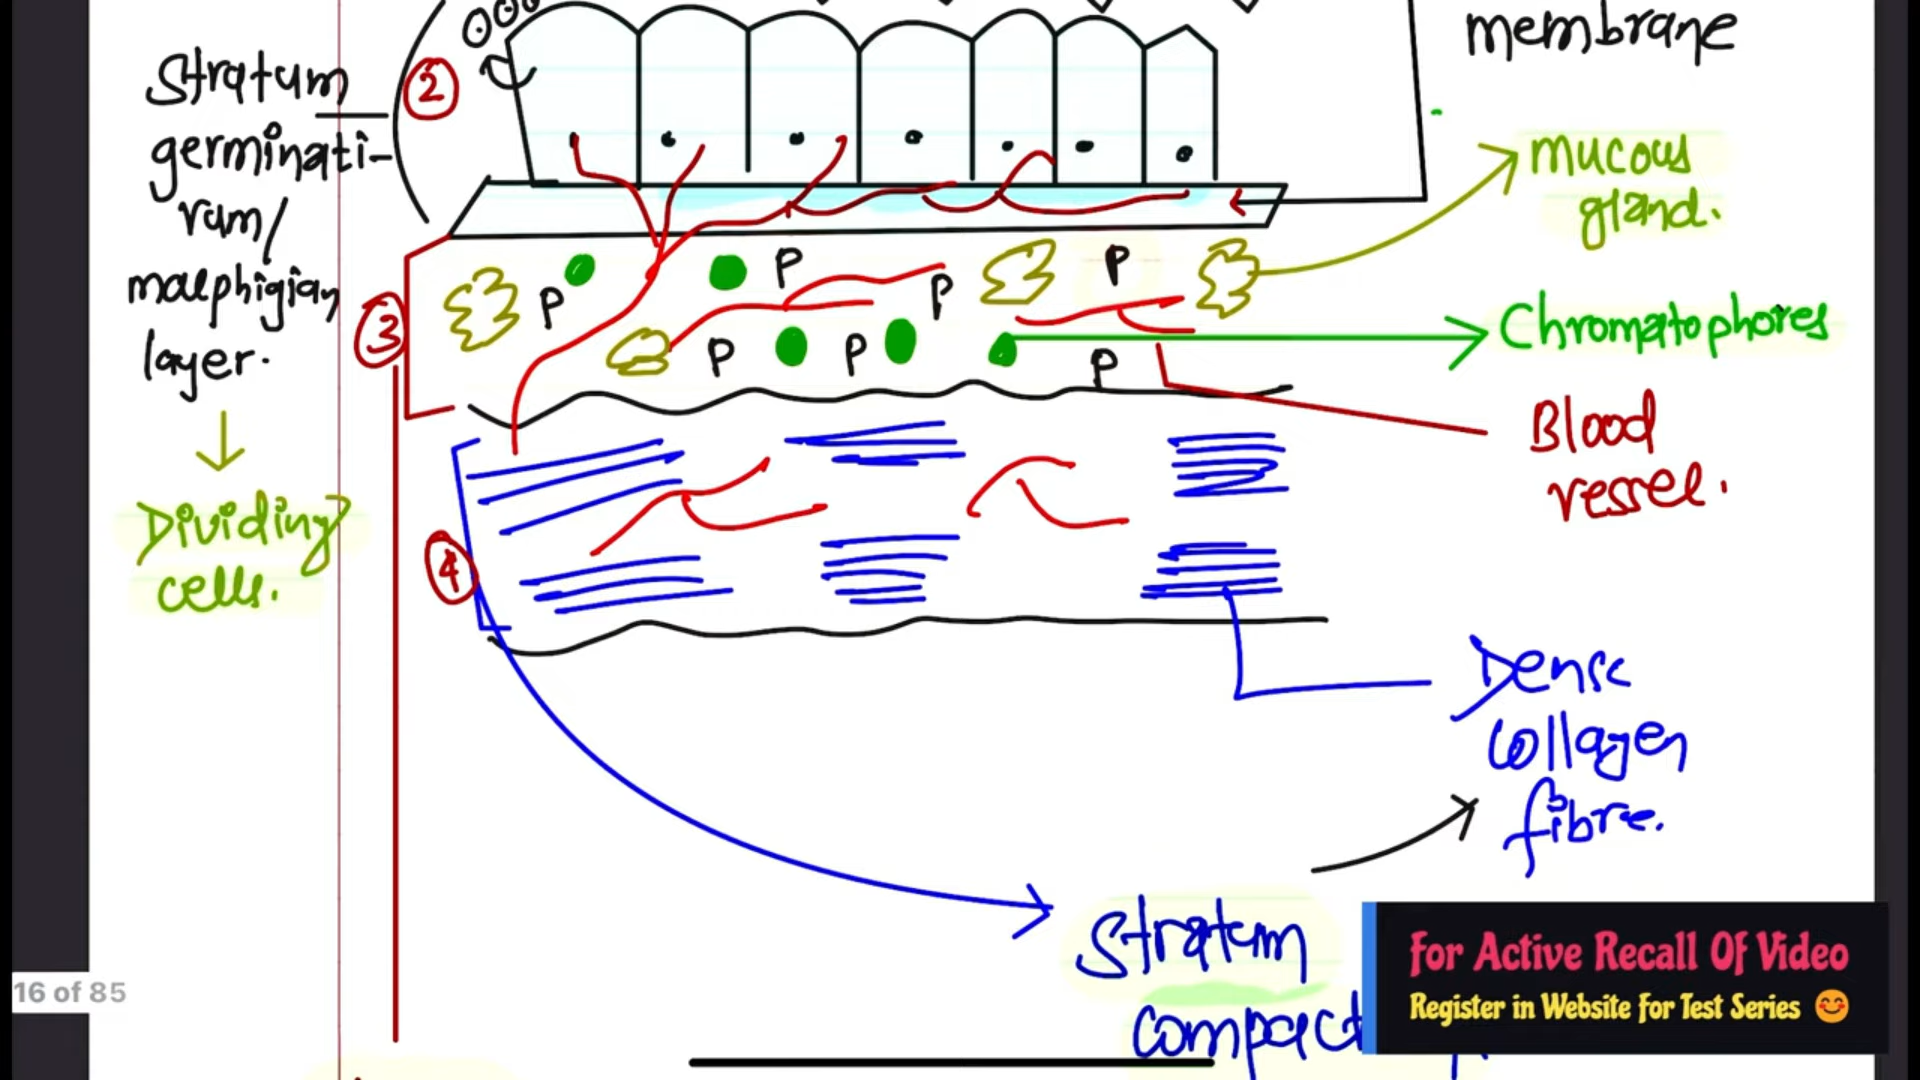 membrane
Stratum
2
germinati-
rum/
malphigian
layer.
Dividing
cells.
mucous
gland.
P
P
P
P
3
P
P
P
Chromatophores
Blood
vessel.
4
Dense
collagen
fibre.
Stratum
compact
For Active Recall Of Video
Register in Website for Test Series 😊
16 of 85